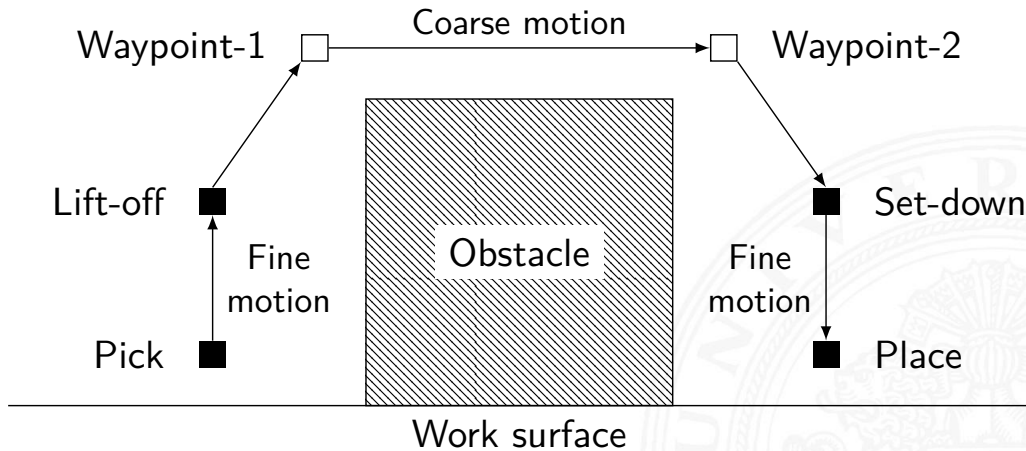 Coarse motion
Waypoint-1
Waypoint-2
Lift-off
Set-down
Obstacle
Fine
motion
Fine
motion
Pick
Place
Work surface